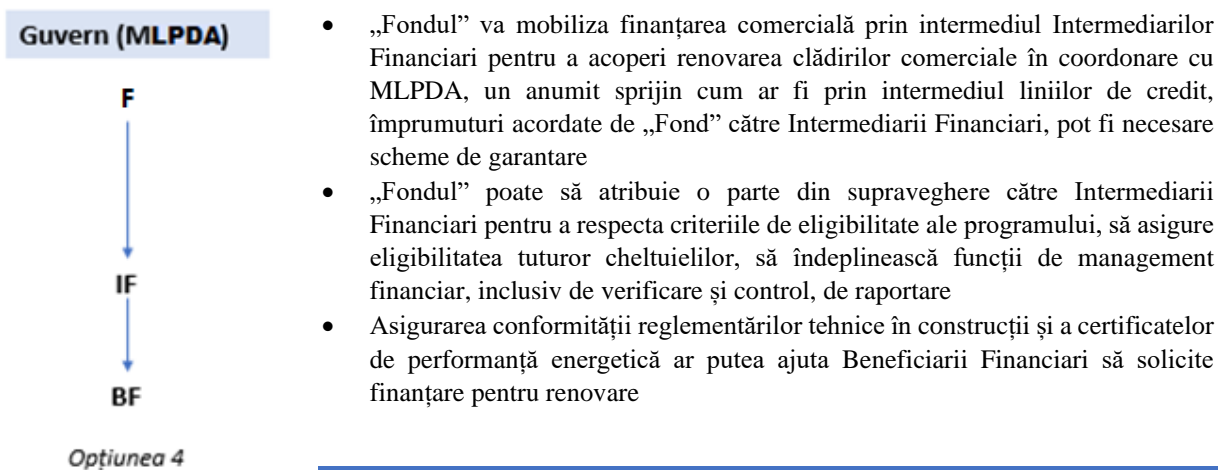 Guvern (MLPDA)
F
IF
BF
Opțiunea 4
• „Fondul” va mobiliza finanțarea comercială prin intermediul Intermediarilor
Financiari pentru a acoperi renovarea clădirilor comerciale în coordonare cu
MLPDA, un anumit sprijin cum ar fi prin intermediul liniilor de credit,
împrumuturi acordate de „Fond” către Intermediarii Financiari, pot fi necesare
scheme de garantare
• „Fondul” poate să atribuie o parte din supraveghere către Intermediarii
Financiari pentru a respecta criteriile de eligibilitate ale programului, să asigure
eligibilitatea tuturor cheltuielilor, să îndeplinească funcții de management
financiar, inclusiv de verificare și control, de raportare
• Asigurarea conformității reglementărilor tehnice în construcții și a certificatelor
de performanță energetică ar putea ajuta Beneficiarii Financiari să solicite
finanțare pentru renovare